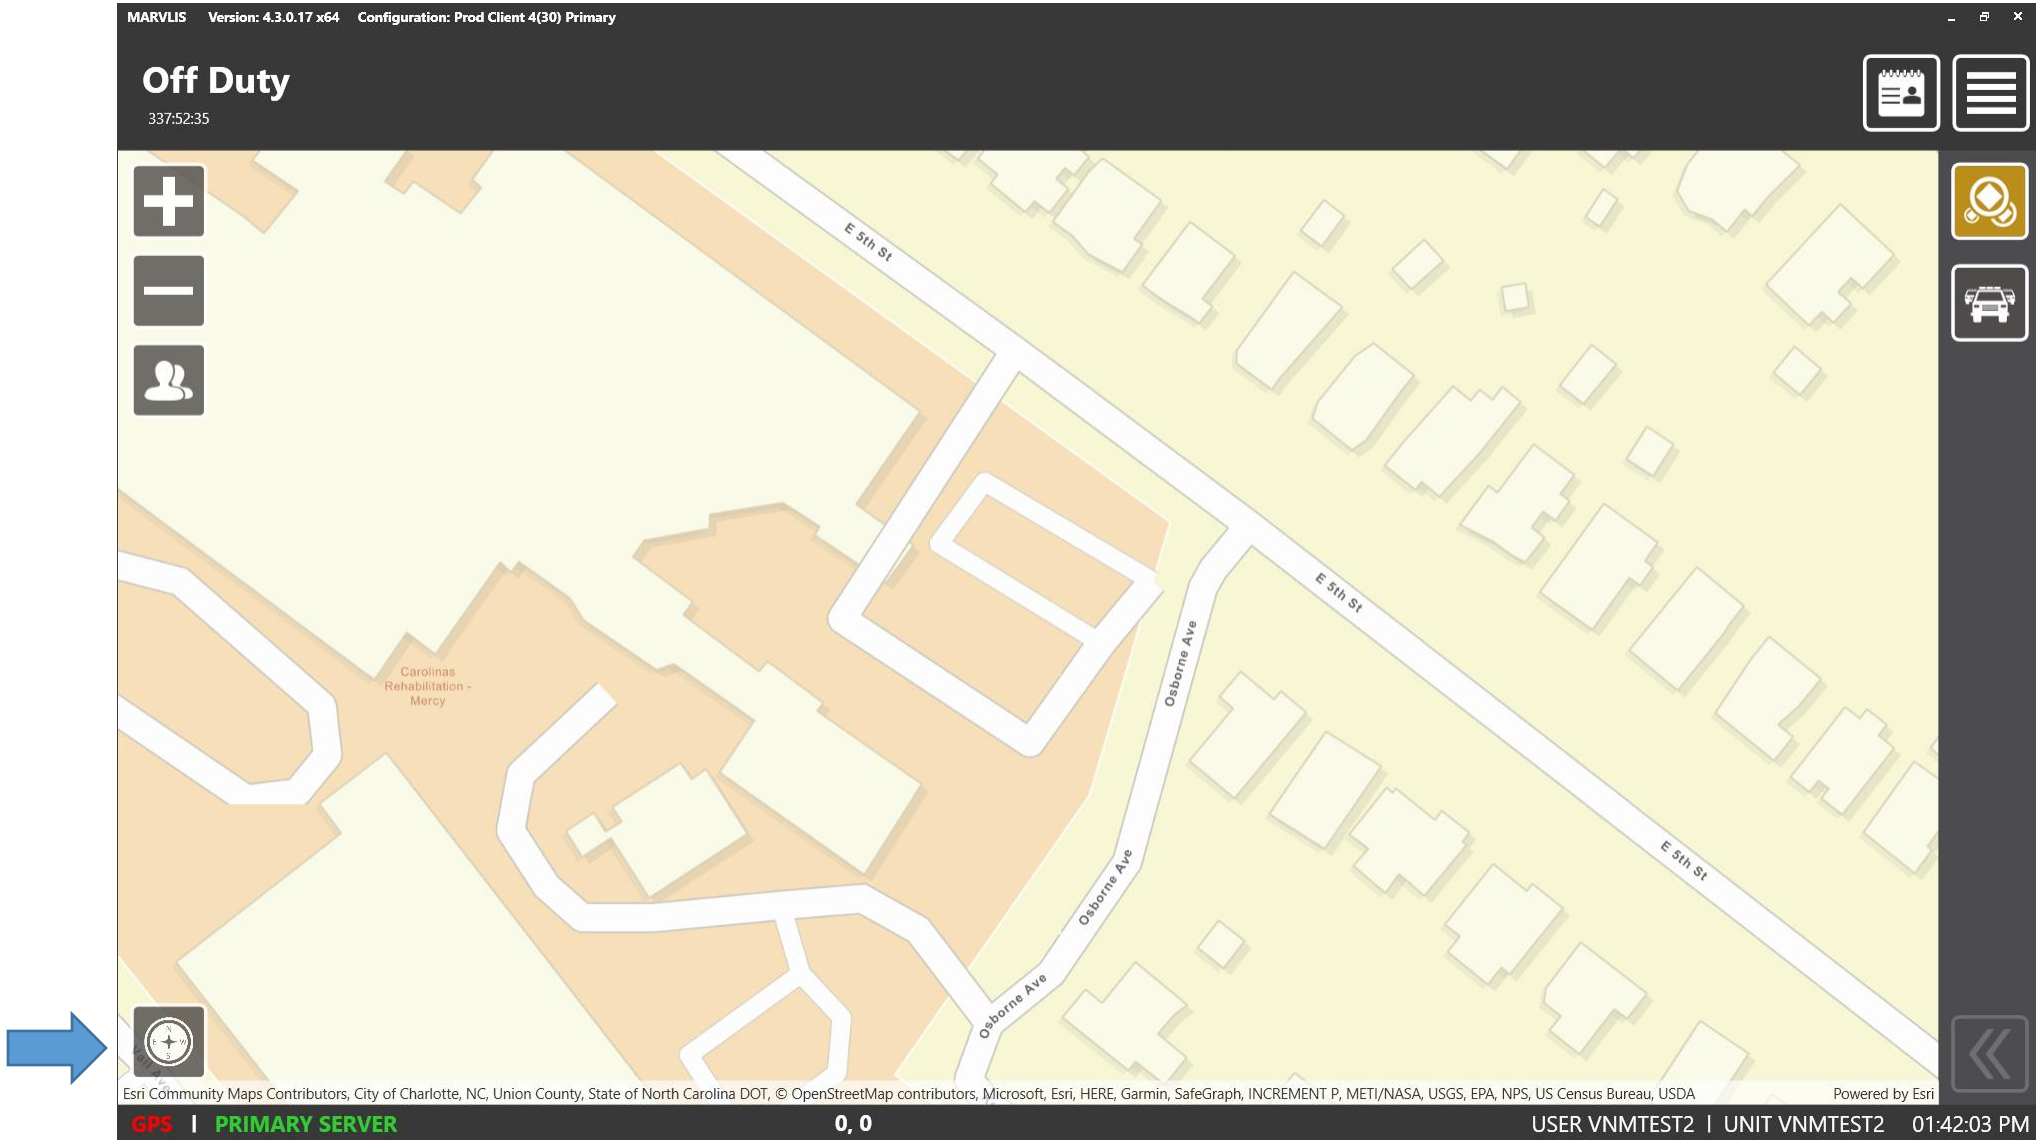 MARVLIS Version: 4.3.0.17 x64 Configuration: Prod Client 4(30) Primary
Off Duty
337:52:35
E 5th St
E 5th St
Osborne Ave
Carolinas
Rehabilitation -
Mercy
E 5th St
Osborne Ave
Osborne Ave
N
E W
S
Esri Community Maps Contributors, City of Charlotte, NC, Union County, State of North Carolina DOT, © OpenStreetMap contributors, Microsoft, Esri, HERE, Garmin, SafeGraph, INCREMENT P, METI/NASA, USGS, EPA, NPS, US Census Bureau, USDA Powered by Esri
GPS | PRIMARY SERVER 0, 0 USER VNMTEST2 | UNIT VNMTEST2 01:42:03 PM